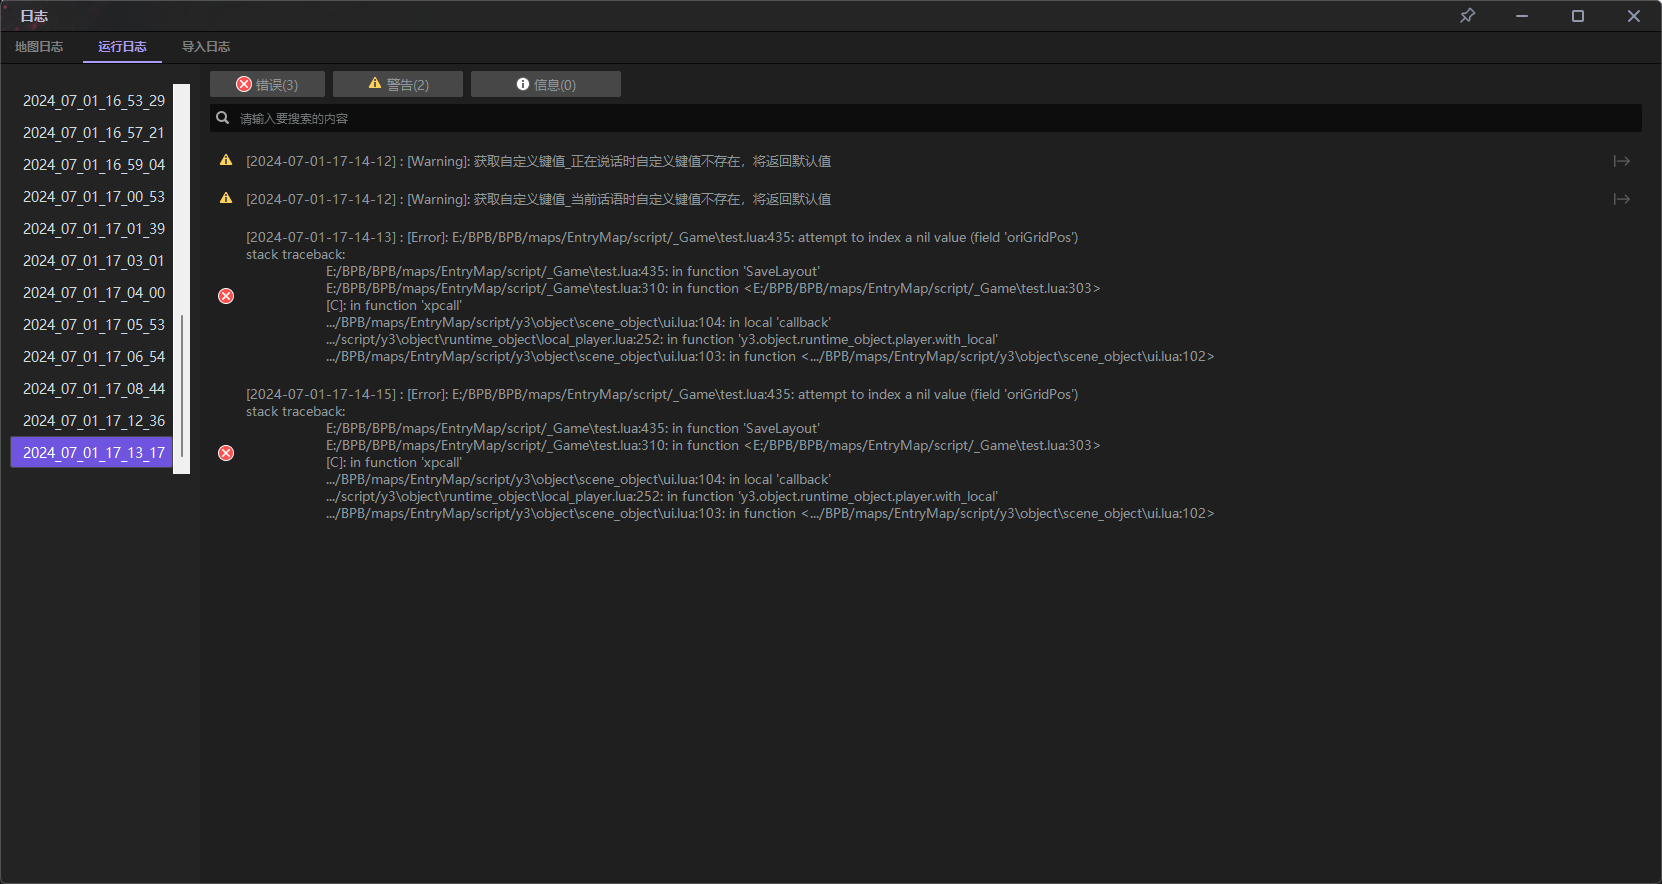 日志
地图日志 运行日志 导入日志
错误(3) 警告(2) 信息(0)
请输入要搜索的内容
2024_07_01_16_53_29
2024_07_01_16_57_21
2024_07_01_16_59_04
2024_07_01_17_00_53
2024_07_01_17_01_39
2024_07_01_17_03_01
2024_07_01_17_04_00
2024_07_01_17_05_53
2024_07_01_17_06_54
2024_07_01_17_08_44
2024_07_01_17_12_36
2024_07_01_17_13_17
[2024-07-01-17-14-12] : [Warning]: 获取自定义键值_正在说话时自定义键值不存在，将返回默认值
[2024-07-01-17-14-12] : [Warning]: 获取自定义键值_当前话语时自定义键值不存在，将返回默认值
[2024-07-01-17-14-13] : [Error]: E:/BPB/BPB/maps/EntryMap/script/_Game\test.lua:435: attempt to index a nil value (field 'oriGridPos')
stack traceback:
E:/BPB/BPB/maps/EntryMap/script/_Game\test.lua:435: in function 'SaveLayout'
E:/BPB/BPB/maps/EntryMap/script/_Game\test.lua:310: in function <E:/BPB/BPB/maps/EntryMap/script/_Game\test.lua:303>
[C]: in function 'xpcall'
.../BPB/maps/EntryMap/script/y3\object\scene_object\ui.lua:104: in local 'callback'
.../script/y3\object\runtime_object\local_player.lua:252: in function 'y3.object.runtime_object.player.with_local'
.../BPB/maps/EntryMap/script/y3\object\scene_object\ui.lua:103: in function <.../BPB/maps/EntryMap/script/y3\object\scene_object\ui.lua:102>
[2024-07-01-17-14-15] : [Error]: E:/BPB/BPB/maps/EntryMap/script/_Game\test.lua:435: attempt to index a nil value (field 'oriGridPos')
stack traceback:
E:/BPB/BPB/maps/EntryMap/script/_Game\test.lua:435: in function 'SaveLayout'
E:/BPB/BPB/maps/EntryMap/script/_Game\test.lua:310: in function <E:/BPB/BPB/maps/EntryMap/script/_Game\test.lua:303>
[C]: in function 'xpcall'
.../BPB/maps/EntryMap/script/y3\object\scene_object\ui.lua:104: in local 'callback'
.../script/y3\object\runtime_object\local_player.lua:252: in function 'y3.object.runtime_object.player.with_local'
.../BPB/maps/EntryMap/script/y3\object\scene_object\ui.lua:103: in function <.../BPB/maps/EntryMap/script/y3\object\scene_object\ui.lua:102>